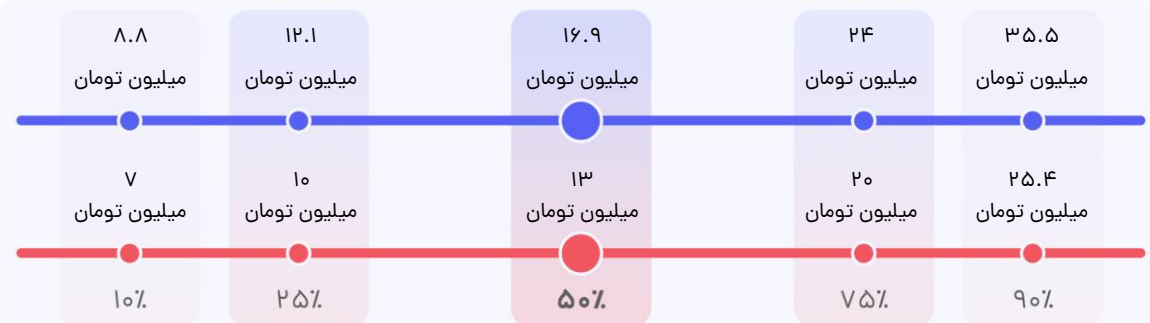 ۸.۸
میلیون تومان
۱۲.۱
میلیون تومان
۱۶.۹
میلیون تومان
۲۴
میلیون تومان
۳۵.۵
میلیون تومان
۷
میلیون تومان
۱۰
میلیون تومان
۱۳
میلیون تومان
۲۰
میلیون تومان
۲۵.۴
میلیون تومان
۱۰٪
۲۵٪
۵۰٪
۷۵٪
۹۰٪